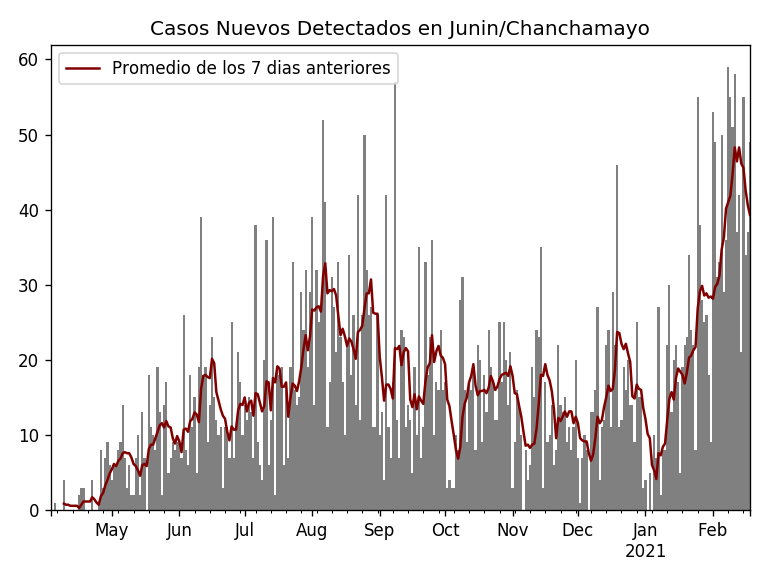 Casos Nuevos Detectados en Junin/Chanchamayo
Promedio de los 7 dias anteriores
60
50
40
30
20
10
0
May Jun Jul Aug Sep Oct Nov Dec Jan Feb
2021